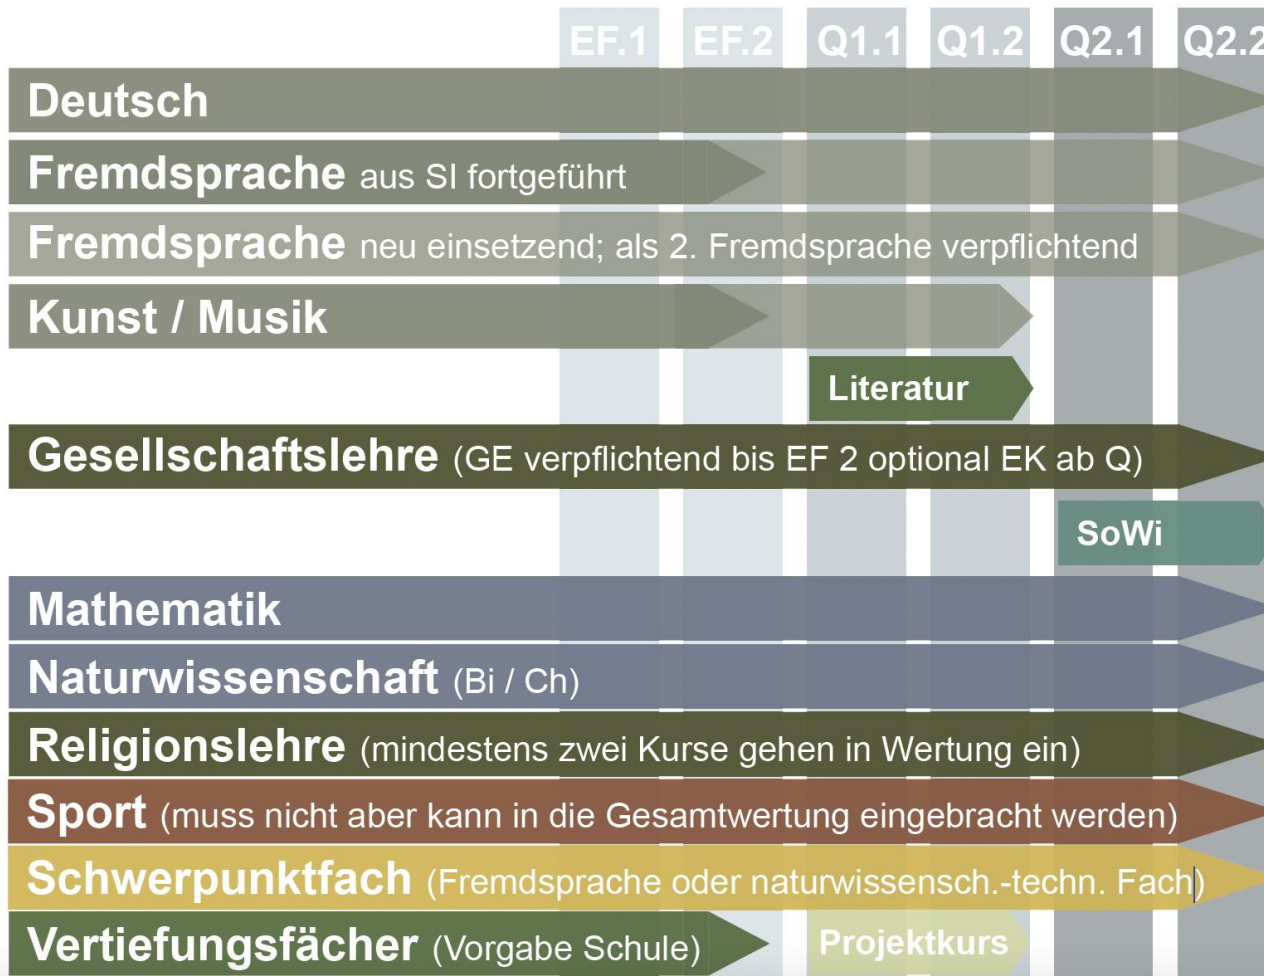 EF.1 EF.2 Q1.1 Q1.2 Q2.1 Q2.2
Deutsch
Fremdsprache aus SI fortgeführt
Fremdsprache neu einsetzend; als 2. Fremdsprache verpflichtend
Kunst / Musik
Literatur
Gesellschaftslehre (GE verpflichtend bis EF 2 optional EK ab Q)
SoWi
Mathematik
Naturwissenschaft (Bi / Ch)
Religionslehre (mindestens zwei Kurse gehen in Wertung ein)
Sport (muss nicht aber kann in die Gesamtwertung eingebracht werden)
Schwerpunktfach (Fremdsprache oder naturwissensch.-techn. Fach)
Vertiefungsfächer (Vorgabe Schule) Projektkurs